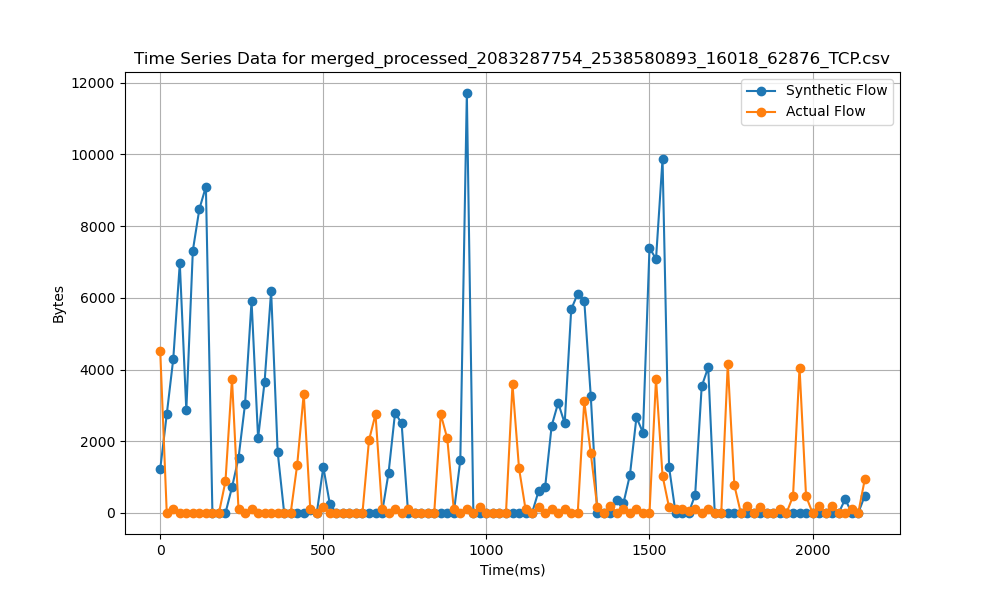 Time Series Data for merged_processed_2083287754_2538580893_16018_62876_TCP.csv
Synthetic Flow
Actual Flow
12000
10000
8000
6000
4000
2000
0
Bytes
0 500 1000 1500 2000
Time(ms)